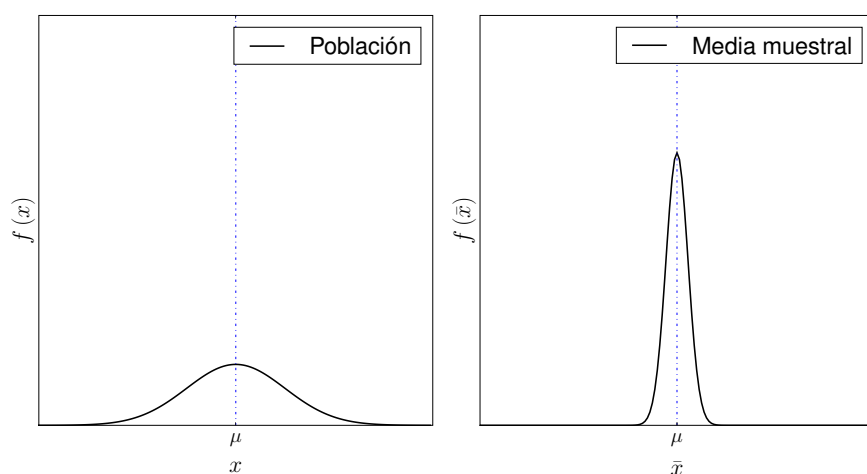 Población
f (x)
μ
x
Media muestral
f (x̄)
μ
x̄